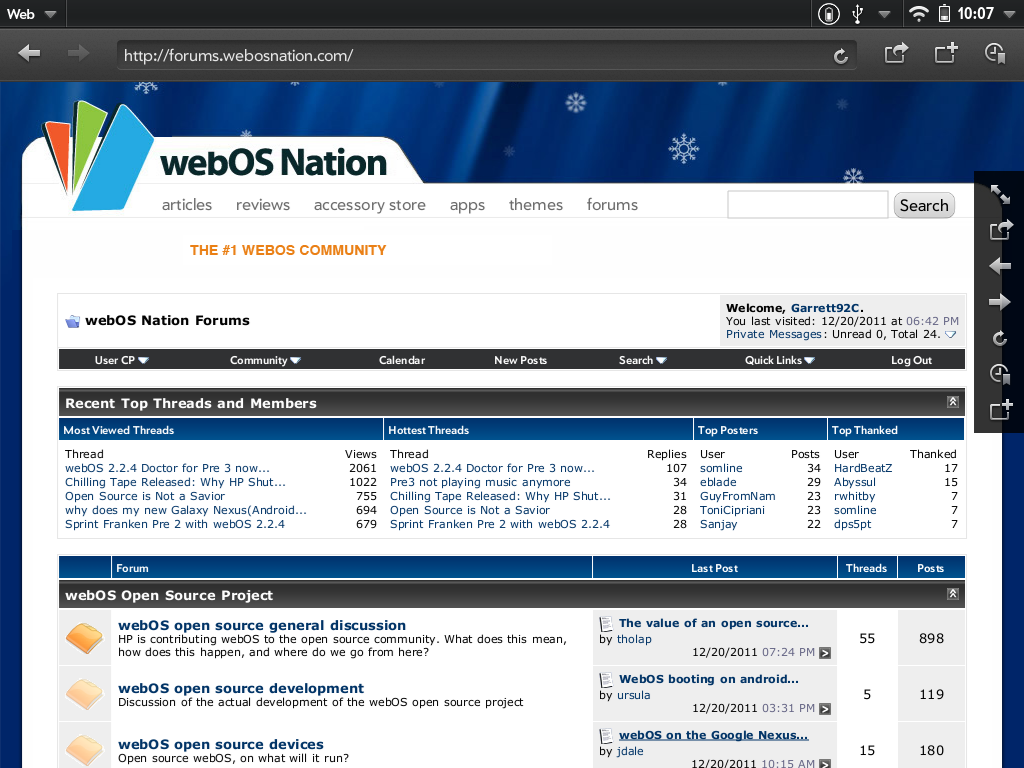 Web 10:07
http://forums.webosnation.com/
webOS Nation
articles reviews accessory store apps themes forums Search
THE #1 WEBOS COMMUNITY
webOS Nation Forums
Welcome, Garrett92C.
You last visited: 12/20/2011 at 06:42 PM
Private Messages: Unread 0, Total 24.
User CP Community Calendar New Posts Search Quick Links Log Out
Recent Top Threads and Members
Most Viewed Threads Hottest Threads Top Posters Top Thanked
Thread Views Thread Replies User Posts User Thanked
webOS 2.2.4 Doctor for Pre 3 now... 2061 webOS 2.2.4 Doctor for Pre 3 now... 107 somline 34 HardBeatZ 17
Chilling Tape Released: Why HP Shut... 1022 Pre3 not playing music anymore 34 eblade 29 Abyssul 15
Open Source is Not a Savior 755 Chilling Tape Released: Why HP Shut... 31 GuyFromNam 23 rwhitby 7
why does my new Galaxy Nexus(Android... 694 Open Source is Not a Savior 28 ToniCipriani 23 somline 7
Sprint Franken Pre 2 with webOS 2.2.4 679 Sprint Franken Pre 2 with webOS 2.2.4 28 Sanjay 22 dps5pt 7
Forum Last Post Threads Posts
webOS Open Source Project
webOS open source general discussion
HP is contributing webOS to the open source community. What does this mean,
how does this happen, and where do we go from here?
The value of an open source...
by tholap
12/20/2011 07:24 PM
55 898
webOS open source development
Discussion of the actual development of the webOS open source project
WebOS booting on android...
by ursula
12/20/2011 03:31 PM
5 119
webOS open source devices
Open source webOS, on what will it run?
webOS on the Google Nexus...
by jdale
12/20/2011 10:15 AM
15 180